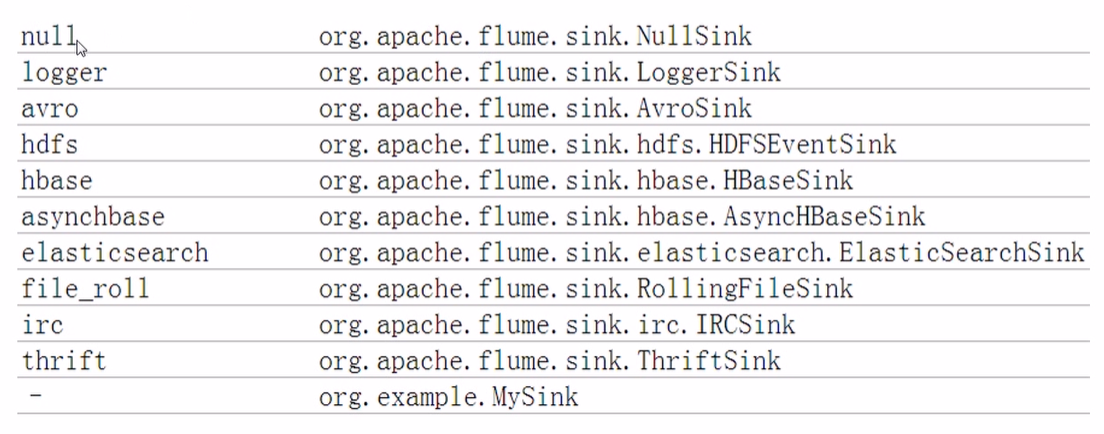 null org.apache.flume.sink.NullSink
logger org.apache.flume.sink.LoggerSink
avro org.apache.flume.sink.AvroSink
hdfs org.apache.flume.sink.hdfs.HDFSEventSink
hbase org.apache.flume.sink.hbase.HBaseSink
asynchbase org.apache.flume.sink.hbase.AsyncHBaseSink
elasticsearch org.apache.flume.sink.elasticsearch.ElasticSearchSink
file_roll org.apache.flume.sink.RollingFileSink
irc org.apache.flume.sink.irc.IRCSink
thrift org.apache.flume.sink.ThriftSink
- org.example.MySink